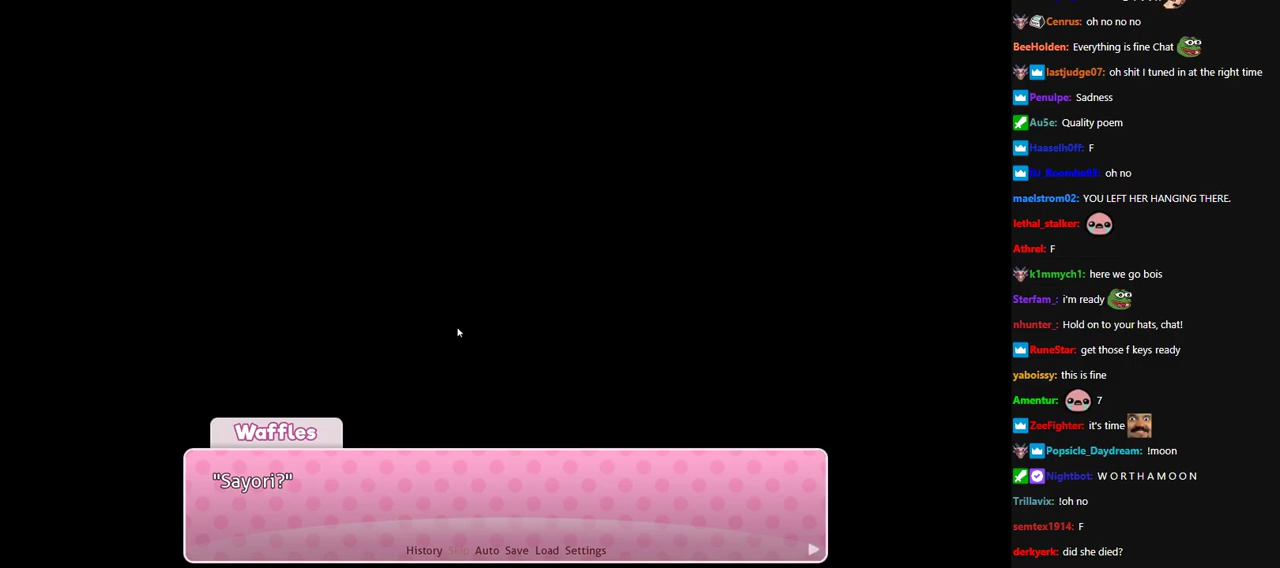 Cenrus: oh no no no
BeeHolden: Everything is fine Chat
lastjudge07: oh shit I tuned in at the right time
Penulpe: Sadness
Au5e: Quality poem
Haaselh0ff: F
oh no
maelstrom02: YOU LEFT HER HANGING THERE.
lethal_stalker:
Athrel: F
k1mmych1: here we go bois
Sterfam_: i'm ready
nhunter_: Hold on to your hats, chat!
RuneStar: get those f keys ready
yaboissy: this is fine
Amentur: 7
ZeeFighter: it's time
Popsicle_Daydream: !moon
Nightbot: W O R T H A M O O N
Trillavix: !oh no
semtex1914: F
derkyerk: did she died?
Waffles
"Sayori?"
History Skip Auto Save Load Settings